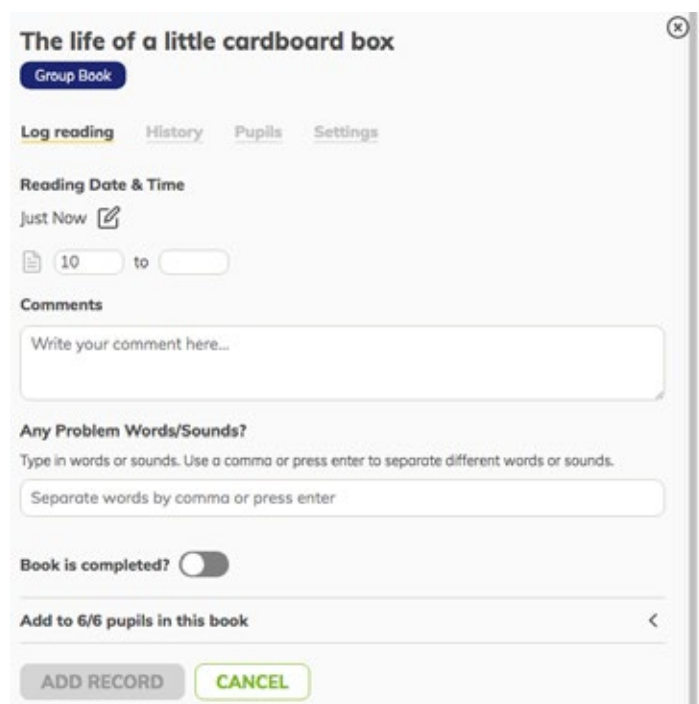 The life of a little cardboard box
Group Book
Log reading History Pupils Settings
Reading Date & Time
Just Now
10 to
Comments
Write your comment here...
Any Problem Words/Sounds?
Type in words or sounds. Use a comma or press enter to separate different words or sounds.
Separate words by comma or press enter
Book is completed?
Add to 6/6 pupils in this book
ADD RECORD CANCEL